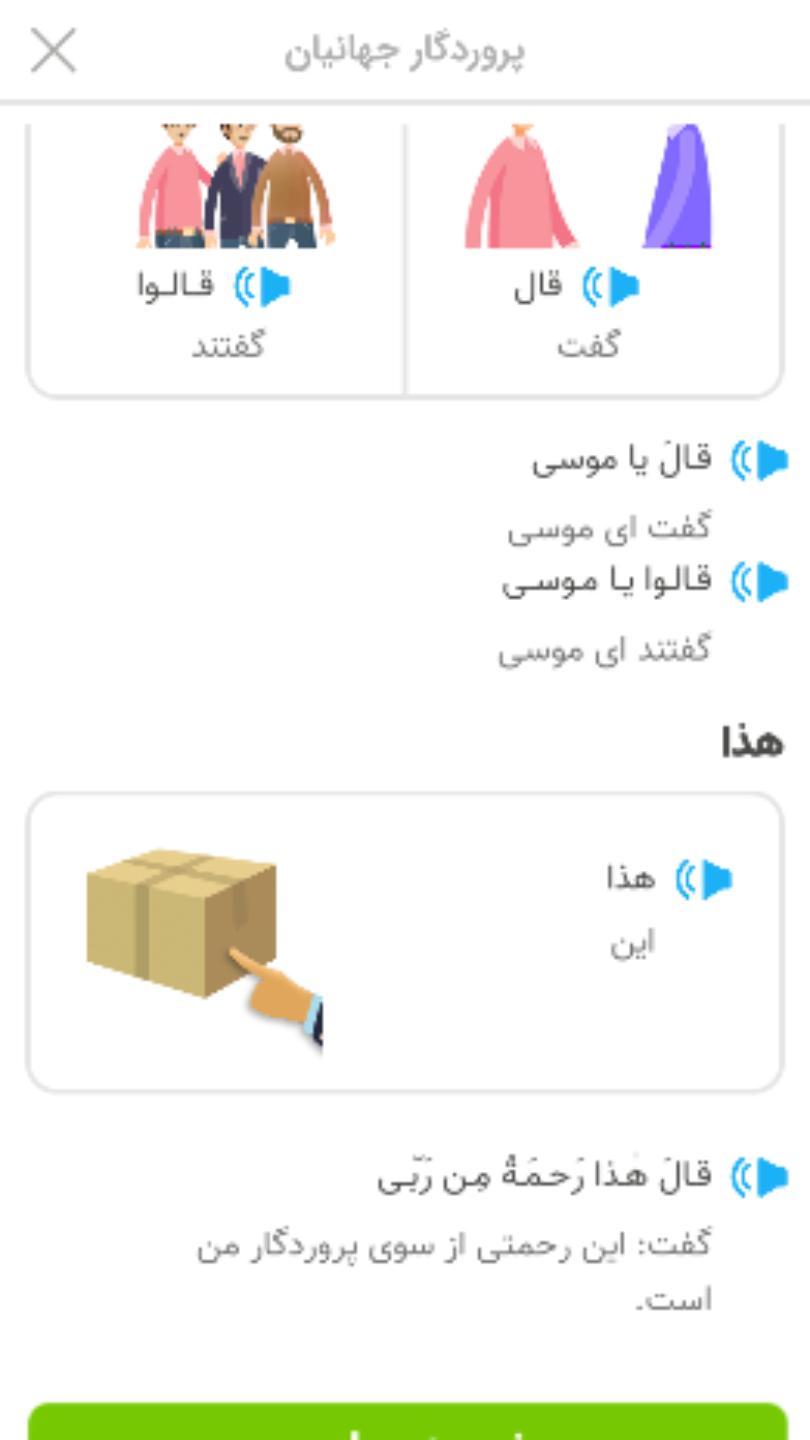 پروردگار جهانیان
قال
گفت
قالوا
گفتند
قالَ یا موسی
گفت ای موسی
قالوا یا موسی
گفتند ای موسی
هذا
هذا
این
قالَ هٰذا رَحمَةٌ مِن رَبّی
گفت: این رحمتی از سوی پروردگار من
است.